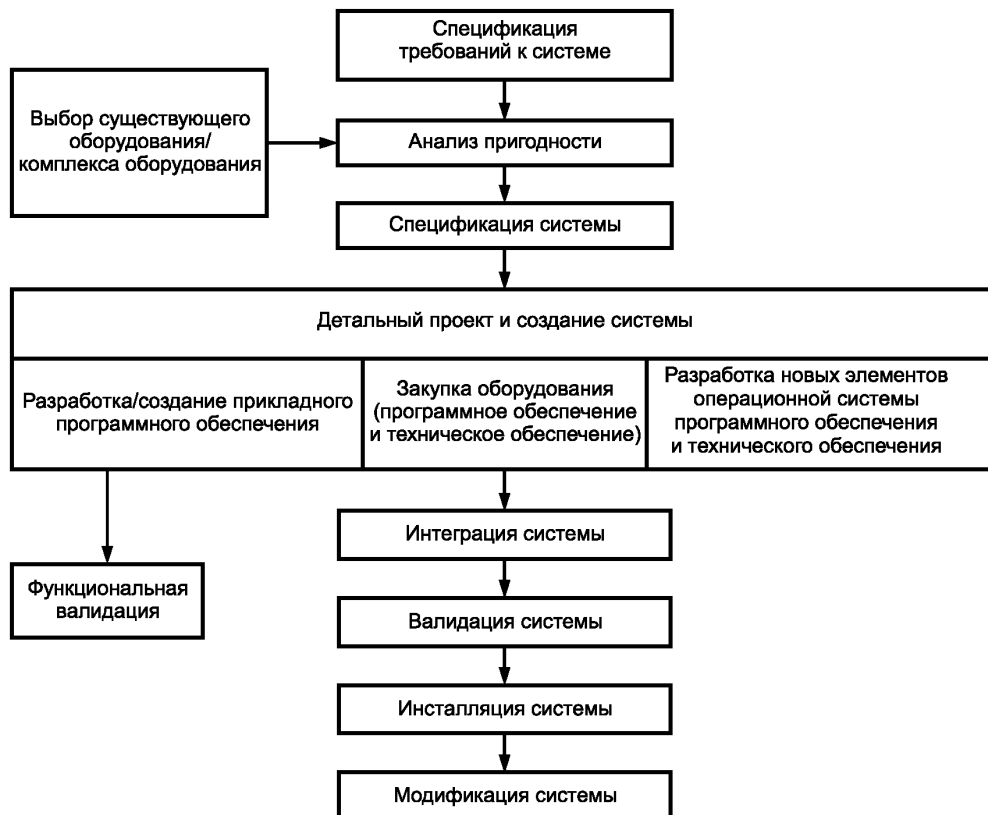 Спецификация
требований к системе
Выбор существующего
оборудования/
комплекса оборудования
Анализ пригодности
Спецификация системы
Детальный проект и создание системы
Разработка/создание прикладного
программного обеспечения
Закупка оборудования
(программное обеспечение
и техническое обеспечение)
Разработка новых элементов
операционной системы
программного обеспечения
и технического обеспечения
Интеграция системы
Функциональная
валидация
Валидация системы
Инсталляция системы
Модификация системы